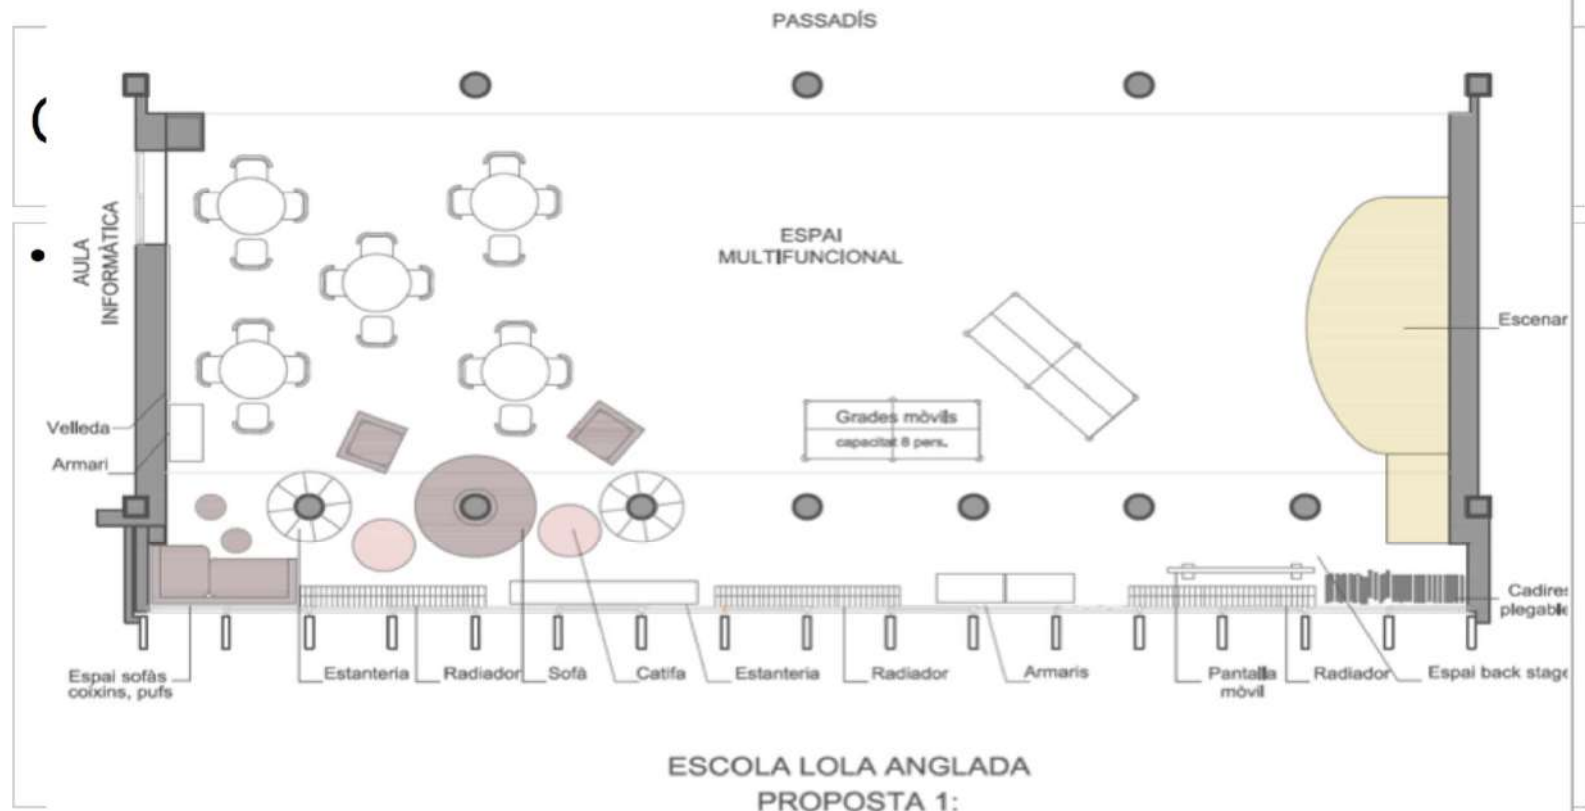 PASSADÍS
AULA
INFORMÀTICA
ESPAI
MULTIFUNCIONAL
Escenar
Grades mòvils
capacitat 8 pers.
Velleda
Armari
Cadires
plegable
Espai sofàs
coixins, pufs
Estanteria
Radiador
Sofà
Catifa
Estanteria
Radiador
Armaris
Pantalla
mòvil
Radiador
Espai back stage
ESCOLA LOLA ANGLADA
PROPOSTA 1: